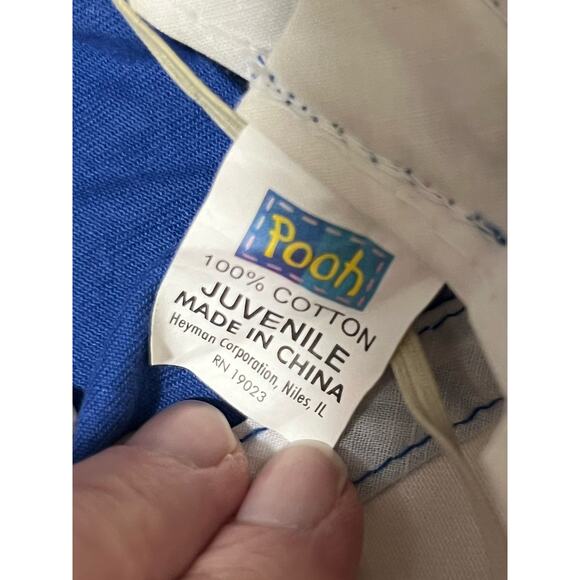 Pooh
100% COTTON
JUVENILE
MADE IN CHINA
Heyman Corporation, Niles, IL
RN 19023